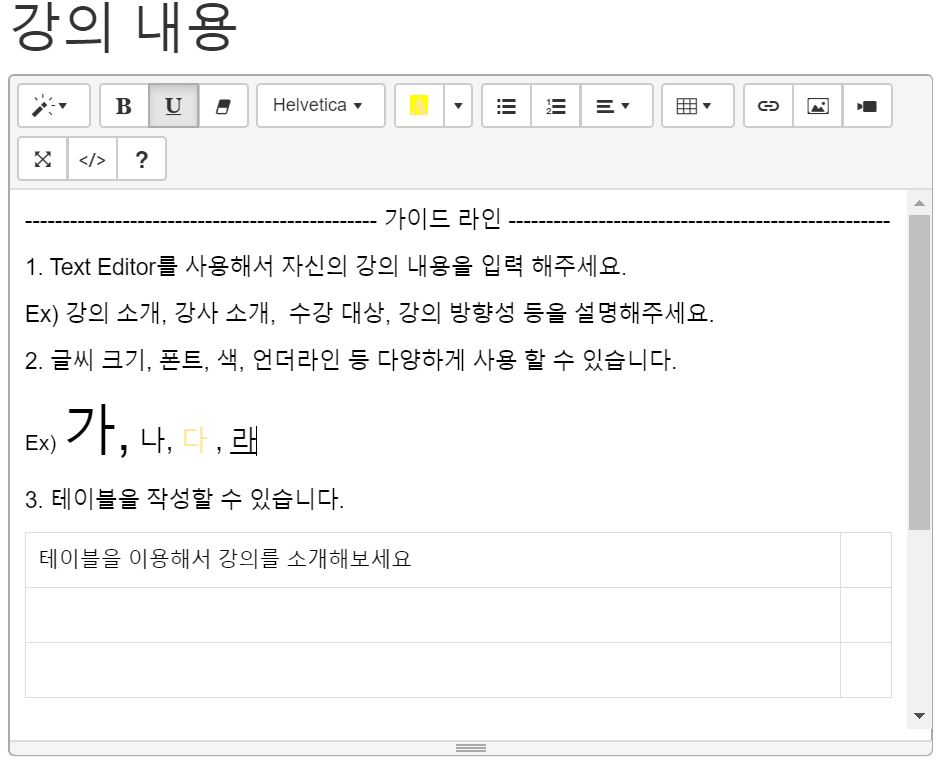 강의 내용
B U Helvetica A
</> ?
----------------------------------------------- 가이드 라인 ---------------------------------------------------
1. Text Editor를 사용해서 자신의 강의 내용을 입력 해주세요.
Ex) 강의 소개, 강사 소개,  수강 대상, 강의 방향성 등을 설명해주세요.
2. 글씨 크기, 폰트, 색, 언더라인 등 다양하게 사용 할 수 있습니다.
Ex) 가, 나, 다 , 래
3. 테이블을 작성할 수 있습니다.
테이블을 이용해서 강의를 소개해보세요